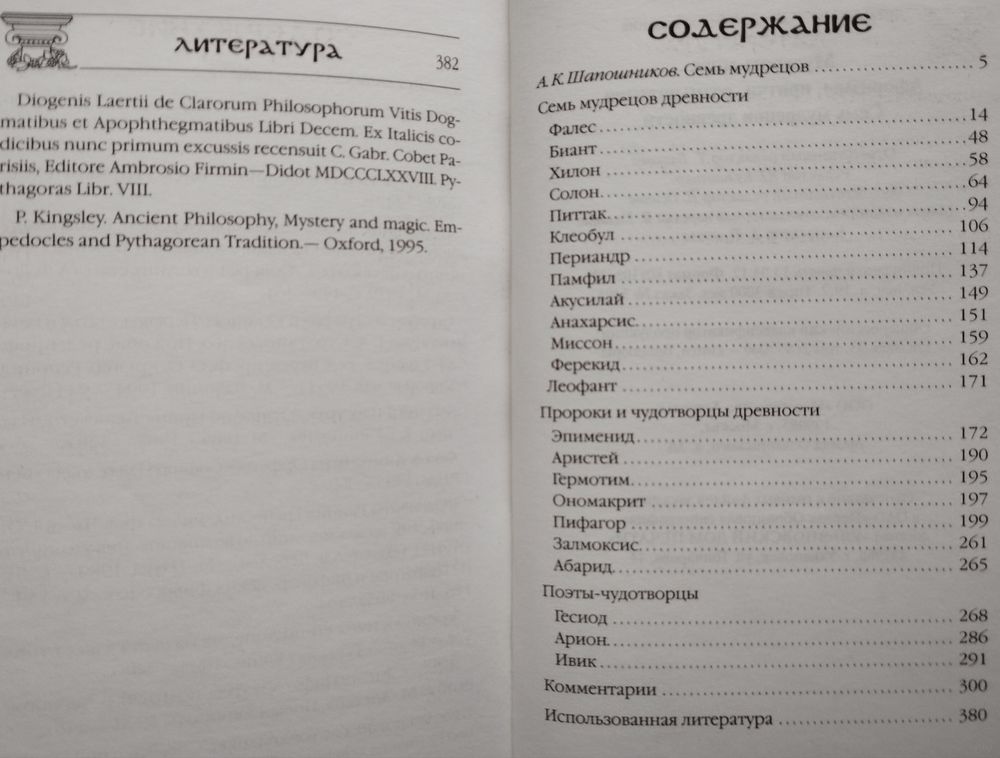 ЛИТЕРАТУРА
382
Diogenis Laertii de Clarorum Philosophorum Vitis Dog-
matibus et Apophthegmatibus Libri Decem. Ex Italicis co-
dicibus nunc primum excussis recensuit C. Gabr. Cobet Pa-
risiis, Editore Ambrosio Firmin—Didot MDCCCLXXVIII. Py-
thagoras Libr. VIII.
P. Kingsley. Ancient Philosophy, Mystery and magic. Em-
pedocles and Pythagorean Tradition.— Oxford, 1995.
СОДЕРЖАНИЕ
А. К. Шапошников. Семь мудрецов 5
Семь мудрецов древности
Фалес 14
Биант 48
Хилон 58
Солон 64
Питтак 94
Клеобул 106
Периандр 114
Памфил 137
Акусилай 149
Анахарсис 151
Миссон 159
Ферекид 162
Леофант 171
Пророки и чудотворцы древности
Эпименид 172
Аристей 190
Гермотим 195
Ономакрит 197
Пифагор 199
Залмоксис 261
Абарид 265
Поэты-чудотворцы
Гесиод 268
Арион 286
Ивик 291
Комментарии 300
Использованная литература 380